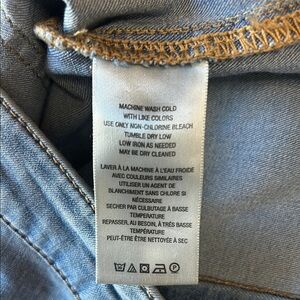 MACHINE WASH COLD
WITH LIKE COLORS
USE ONLY NON-CHLORINE BLEACH
TUMBLE DRY LOW
LOW IRON AS NEEDED
MAY BE DRY CLEANED
LAVER À LA MACHINE À L'EAU FROIDE
AVEC COULEURS SIMILAIRES
UTILISER UN AGENT DE
BLANCHIMENT SANS CHLORE SI
NÉCESSAIRE
SECHER PAR CULBUTAGE À BASSE
TEMPÉRATURE
REPASSER, AU BESOIN, À BASSE
TEMPÉRATURE
PEUT-ÊTRE ÊTRE NETTOYÉE À SEC